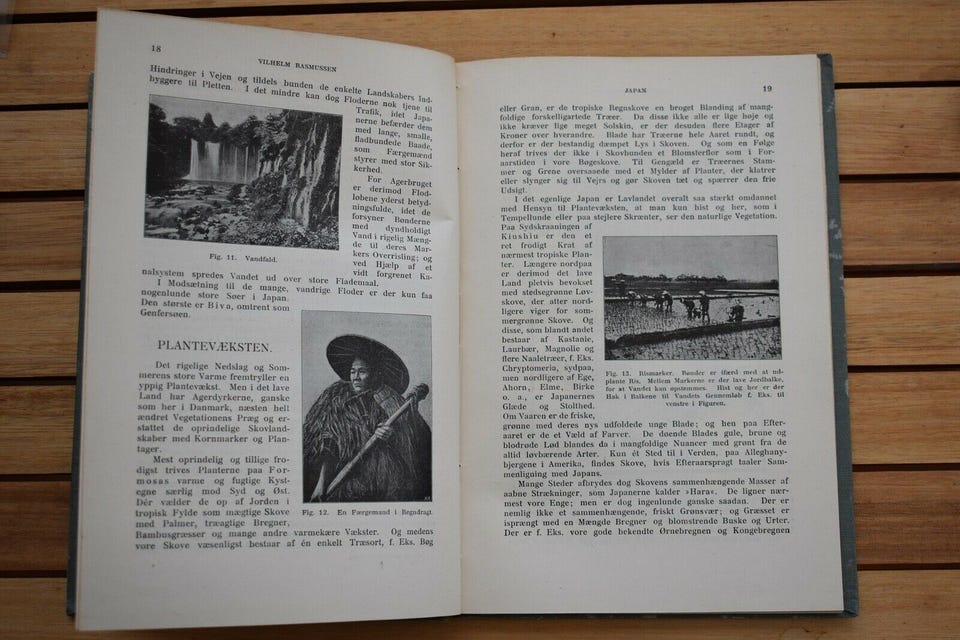 18
VILHELM RASMUSSEN
Hindringer i Vejen og tildels bunden de enkelte Landskabers Ind-
byggere til Pletten. I det mindre kan dog Floderne nok tjene til
Trafik, idet Japa-
nerne befærder dem
med lange, smalle,
fladbundede Baade,
som Færgemænd
styrer med stor Sik-
kerhed.
For Agerbruget
er derimod Flod-
løbene yderst betyd-
ningsfulde, idet de
forsyner Bønderne
med dyndholdigt
Vand i rigelig Mæng-
de til deres Mar-
kers Overrisling; og
ved Hjælp af et
vidt forgrenet Ka-
Fig. 11. Vandfald.
nalsystem spredes Vandet ud over store Flademaal.
I Modsætning til de mange, vandrige Floder er der kun faa
nogenlunde store Søer i Japan.
Den største er Biva, omtrent som
Genfersøen.
PLANTEVÆKSTEN.
Det rigelige Nedslag og Som-
merens store Varme fremtryller en
yppig Plantevækst. Men i det lave
Land har Agerdyrkerne, ganske
som her i Danmark, næsten helt
ændret Vegetationens Præg og er-
stattet de oprindelige Skovland-
skaber med Kornmarker og Plan-
tager.
Mest oprindelig og tillige fro-
digst trives Planterne paa For-
mosas varme og fugtige Kyst-
egne særlig mod Syd og Øst.
Dér vælder de op af Jorden i
tropisk Fylde som mægtige Skove
med Palmer, træagtige Bregner,
Fig. 12. En Færgemand i Regndragt.
Bambusgræsser og mange andre varmekære Vækster. Og medens
vore Skove væsenligst bestaar af én enkelt Træsort, f. Eks. Bøg
JAPAN
19
eller Gran, er de tropiske Regnskove en broget Blanding af mang-
foldige forskelligartede Træer. Da disse ikke alle er lige høje og
ikke kræver lige meget Solskin, er der desuden flere Etager af
Kroner over hverandre. Blade har Træerne hele Aaret rundt, og
derfor er der bestandig dæmpet Lys i Skoven. Og som en Følge
heraf trives der ikke i Skovbunden et Blomsterflor som i For-
aarstiden i vore Bøgeskove. Til Gengæld er Træernes Stam-
mer og Grene oversaaede med et Mylder af Planter, der klatrer
eller slynger sig til Vejrs og gør Skoven tæt og spærrer den frie
Udsigt.
I det egenlige Japan er Lavlandet overalt saa stærkt omdannet
med Hensyn til Plantevæksten, at man kun hist og her, som i
Tempellunde eller paa stejlere Skrænter, ser den naturlige Vegetation.
Paa Sydskraaningen af
Kiushiu er den et
ret frodigt Krat af
nærmest tropiske Plan-
ter. Længere nordpaa
er derimod det lave
Land pletvis bevokset
med stedsegrønne Løv-
skove, der atter nord-
ligere viger for som-
mergrønne Skove. Og
disse, som blandt andet
bestaar af Kastanie,
Laurbær, Magnolie og
flere Naaletræer, f. Eks.
Chryptomeria, sydpaa,
men nordligere af Ege,
Ahorn, Elme, Birke
o. a., er Japanernes
Glæde og Stolthed.
Om Vaaren er de friske,
Fig. 13. Rismarker. Bønder er ifærd med at ud-
plante Ris. Mellem Markerne er der lave Jordbalke,
for at Vandet kan opstemmes. Hist og her er der
Hak i Balkene til Vandets Gennemløb f. Eks. til
venstre i Figuren.
grønne med deres nys udfoldede unge Blade; og hen paa Efter-
aaret er de et Væld af Farver. De døende Blades gule, brune og
blodrøde Lød blandes da i mangfoldige Nuancer med grønt fra de
altid løvbærende Arter. Kun ét Sted til i Verden, paa Alleghany-
bjergene i Amerika, findes Skove, hvis Efteraarspragt taaler Sam-
menligning med Japans.
Mange Steder afbrydes dog Skovens sammenhængende Masser af
aabne Strækninger, som Japanerne kalder »Hara«. De ligner nær-
mest vore Enge; men er dog ingenlunde ganske saadan. Der er
nemlig ikke et sammenhængende, friskt Grønsvær; og Græsset er
isprængt med en Mængde Bregner og blomstrende Buske og Urter.
Der er f. Eks. vore gode bekendte Ørnebregnen og Kongebregnen